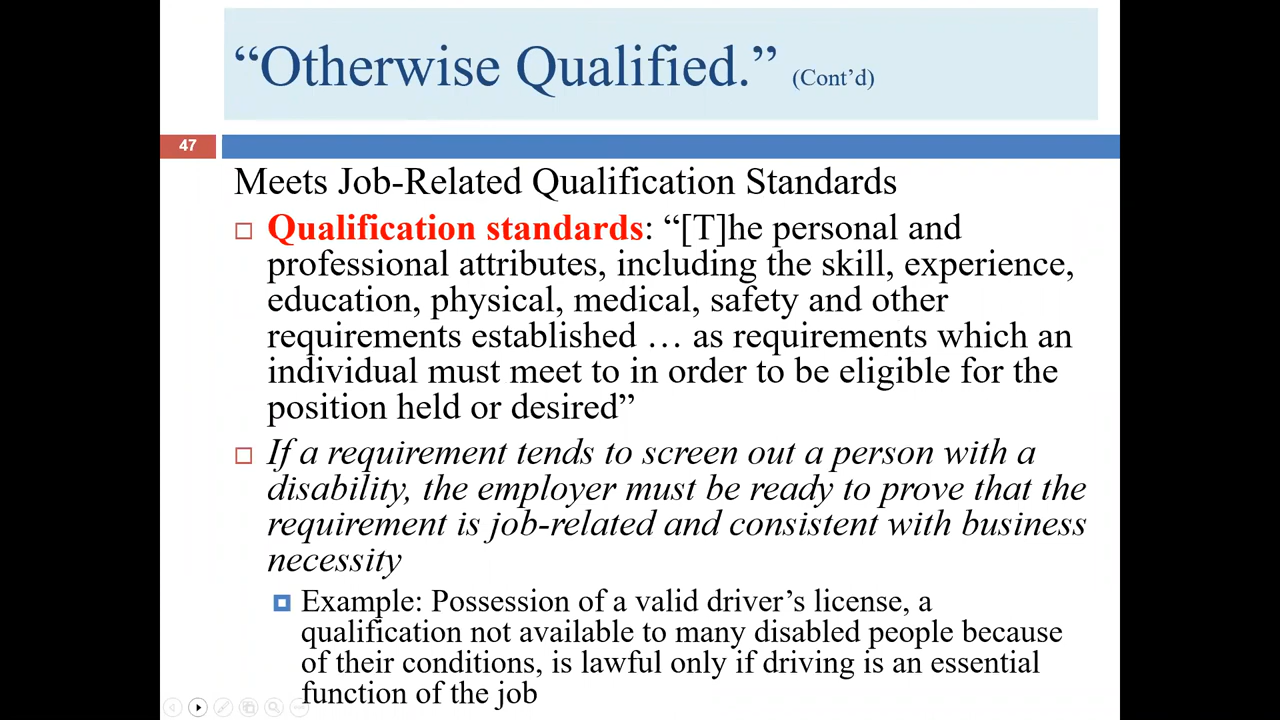 “Otherwise Qualified.” (Cont’d)
47
Meets Job-Related Qualification Standards
Qualification standards: “[T]he personal and
professional attributes, including the skill, experience,
education, physical, medical, safety and other
requirements established … as requirements which an
individual must meet to in order to be eligible for the
position held or desired”
If a requirement tends to screen out a person with a
disability, the employer must be ready to prove that the
requirement is job-related and consistent with business
necessity
Example: Possession of a valid driver’s license, a
qualification not available to many disabled people because
of their conditions, is lawful only if driving is an essential
function of the job